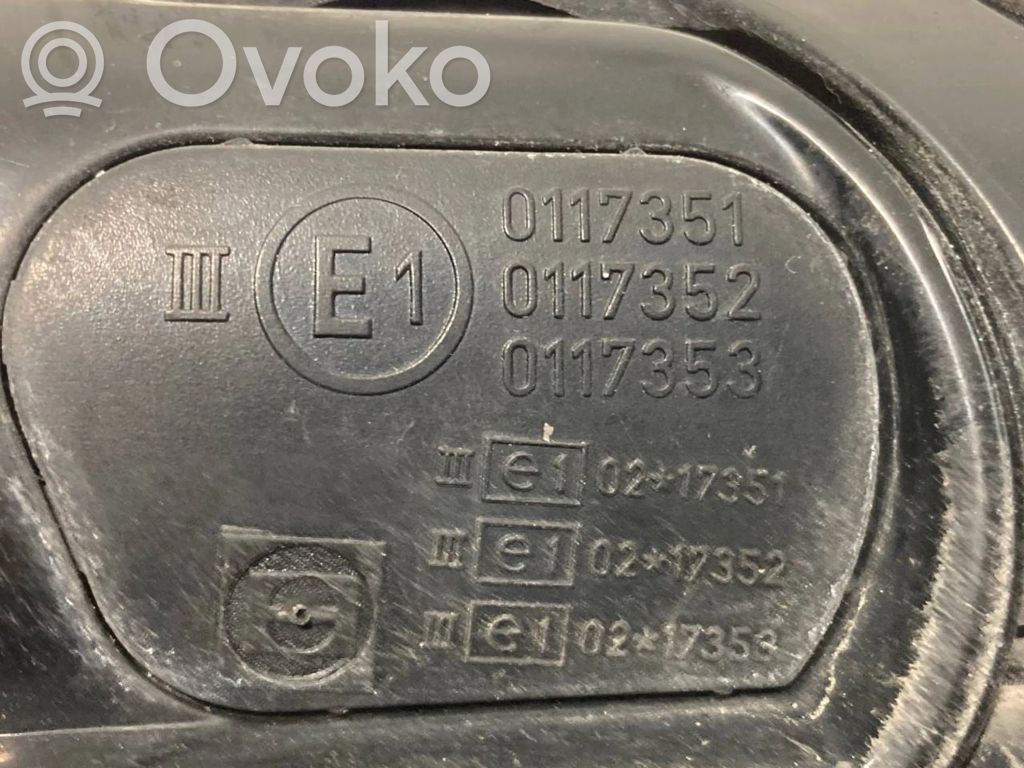 Ovoko
III E1 0117351
0117352
0117353
III e1 02*17351
III e1 02*17352
III e1 02*17353